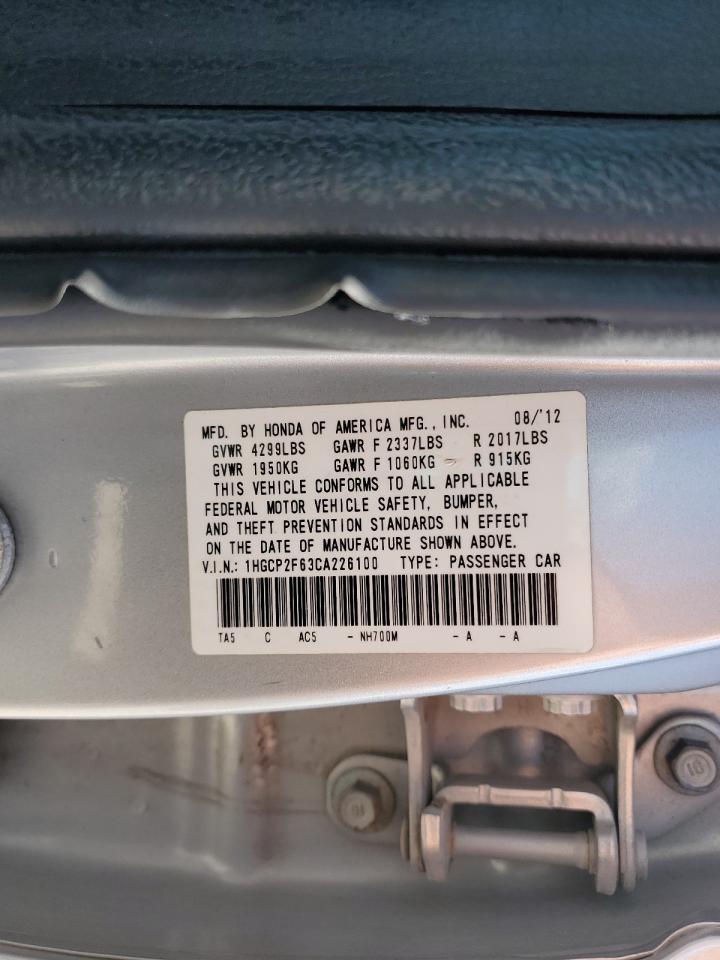 MFD. BY HONDA OF AMERICA MFG., INC. 08/'12
GVWR 4299LBS GAWR F 2337LBS R 2017LBS
GVWR 1950KG GAWR F 1060KG R 915KG
THIS VEHICLE CONFORMS TO ALL APPLICABLE
FEDERAL MOTOR VEHICLE SAFETY, BUMPER,
AND THEFT PREVENTION STANDARDS IN EFFECT
ON THE DATE OF MANUFACTURE SHOWN ABOVE.
V.I.N.: 1HGCP2F63CA226100 TYPE: PASSENGER CAR
TA5 C AC5 - NH700M - A - A